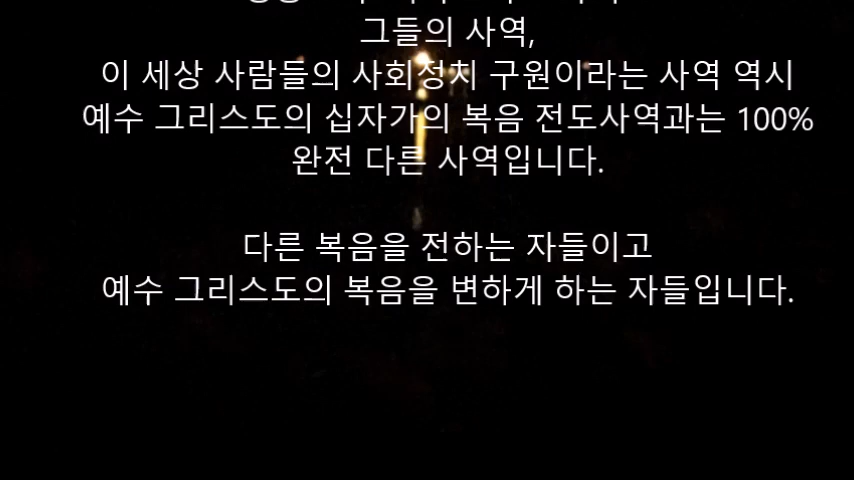 그들의 사역,
이 세상 사람들의 사회정치 구원이라는 사역 역시
예수 그리스도의 십자가의 복음 전도사역과는 100%
완전 다른 사역입니다.
다른 복음을 전하는 자들이고
예수 그리스도의 복음을 변하게 하는 자들입니다.